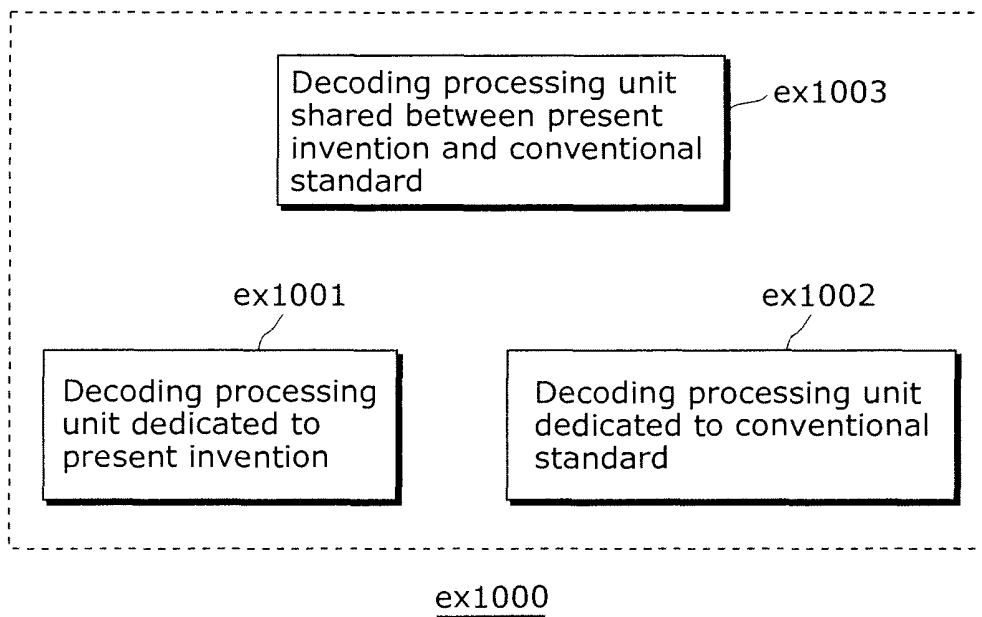 Decoding processing unit
shared between present
invention and conventional
standard
ex1003
ex1001
Decoding processing
unit dedicated to
present invention
ex1002
Decoding processing unit
dedicated to conventional
standard
ex1000